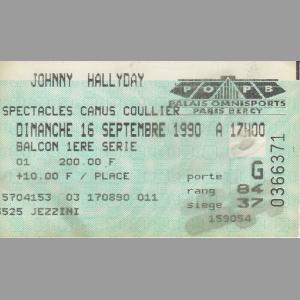 JOHNNY HALLYDAY
POPB
PALAIS OMNISPORTS
PARIS BERCY
SPECTACLES CAMUS COULLIER
DIMANCHE 16 SEPTEMBRE 1990 A 17H00
BALCON 1ERE SERIE
01 200.00 F
+10.00 F / PLACE
porte G
rang 84
siege 37
5704153 03 170890 011
159054
5525 JEZZINI
0366371